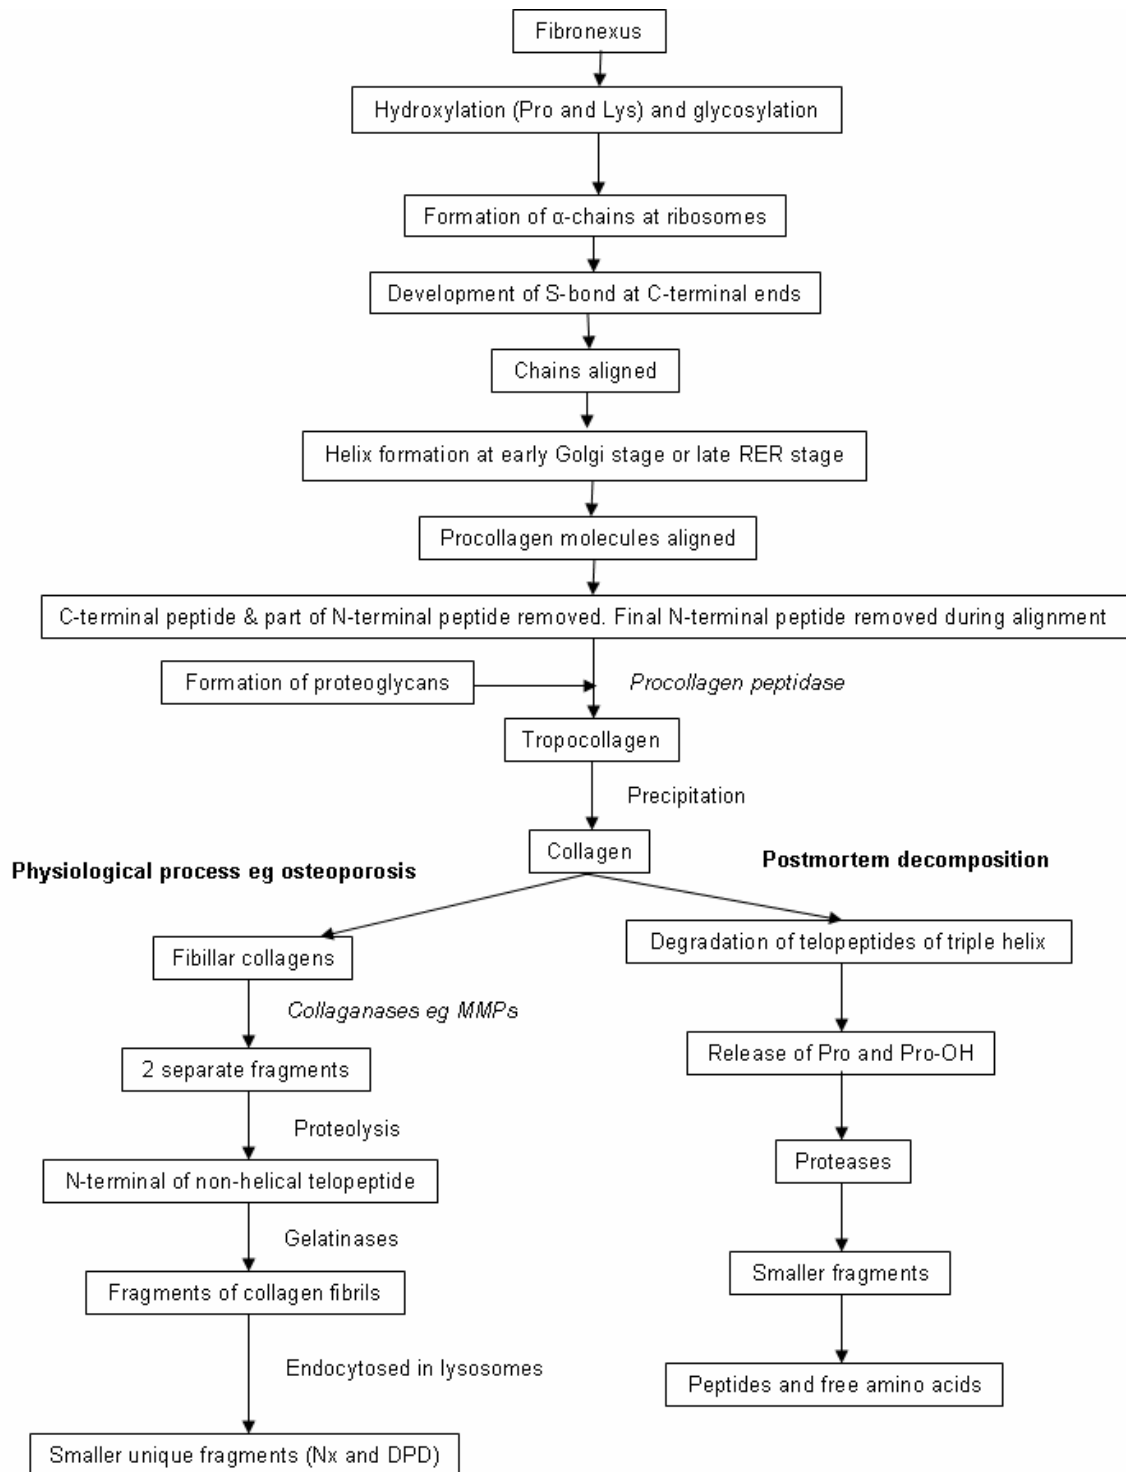 Fibronexus
Hydroxylation (Pro and Lys) and glycosylation
Formation of α-chains at ribosomes
Development of S-bond at C-terminal ends
Chains aligned
Helix formation at early Golgi stage or late RER stage
Procollagen molecules aligned
C-terminal peptide & part of N-terminal peptide removed. Final N-terminal peptide removed during alignment
Formation of proteoglycans
Procollagen peptidase
Tropocollagen
Precipitation
Collagen
Physiological process eg osteoporosis
Postmortem decomposition
Fibillar collagens
Collaganases eg MMPs
2 separate fragments
Proteolysis
N-terminal of non-helical telopeptide
Gelatinases
Fragments of collagen fibrils
Endocytosed in lysosomes
Smaller unique fragments (Nx and DPD)
Degradation of telopeptides of triple helix
Release of Pro and Pro-OH
Proteases
Smaller fragments
Peptides and free amino acids